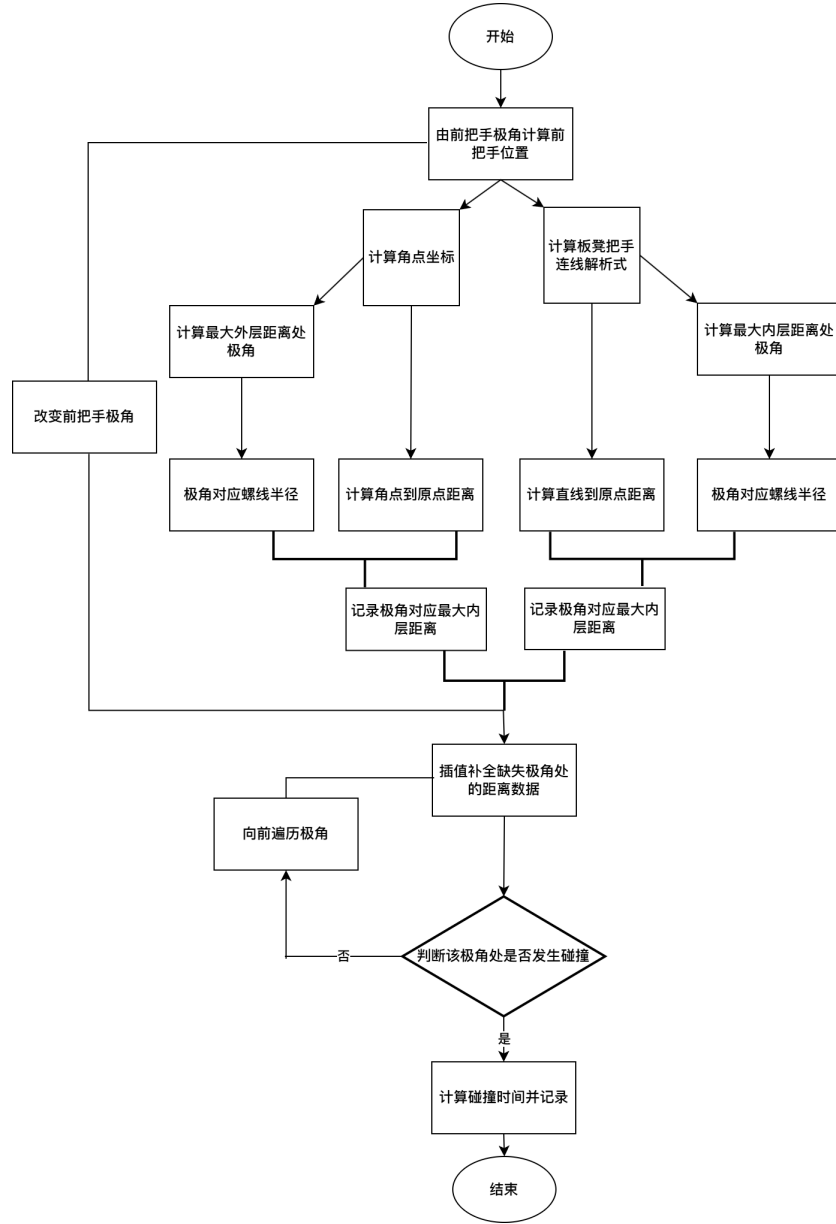 开始
由前把手极角计算前
把手位置
计算角点坐标
计算板凳把手
连线解析式
计算最大外层距离处
极角
计算最大内层距离处
极角
改变前把手极角
极角对应螺线半径
计算角点到原点距离
计算直线到原点距离
极角对应螺线半径
记录极角对应最大内
层距离
记录极角对应最大内
层距离
插值补全缺失极角处
的距离数据
向前遍历极角
否
判断该极角处是否发生碰撞
是
计算碰撞时间并记录
结束